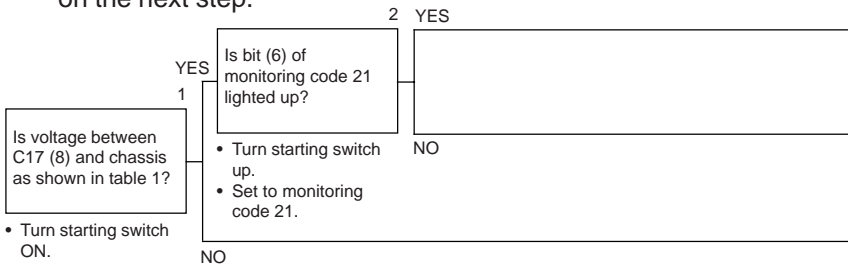 on the next step.
2 YES
Is bit (6) of
monitoring code 21
lighted up?
YES
1
Is voltage between
C17 (8) and chassis
as shown in table 1?
• Turn starting switch
up.
• Set to monitoring
code 21.
NO
• Turn starting switch
ON.
NO